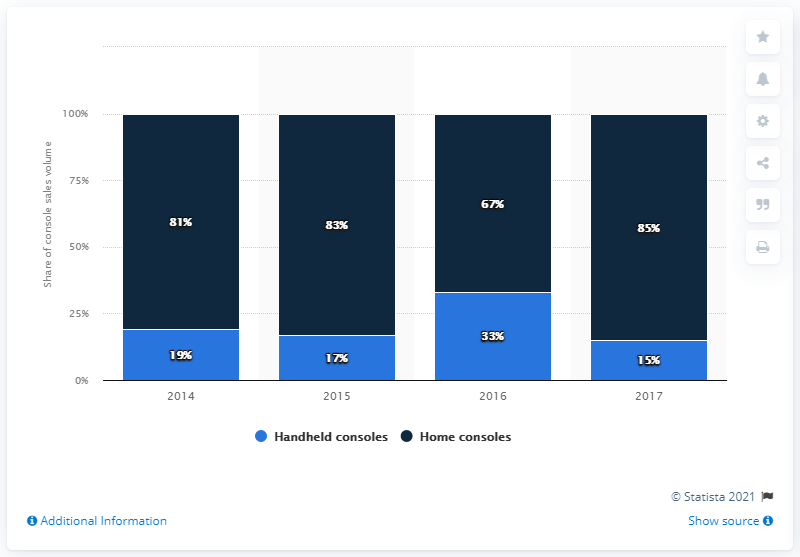 Share of console sales volume
100%
75%
50%
25%
0%
81%
83%
67%
85%
19%
17%
33%
15%
2014 2015 2016 2017
Handheld consoles Home consoles
© Statista 2021
Additional Information Show source